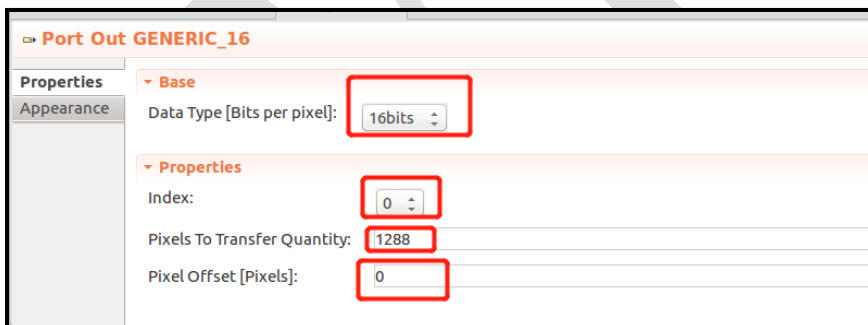 Port Out GENERIC_16
Properties
Appearance
Base
Data Type [Bits per pixel]: 16bits
Properties
Index: 0
Pixels To Transfer Quantity: 1288
Pixel Offset [Pixels]: 0